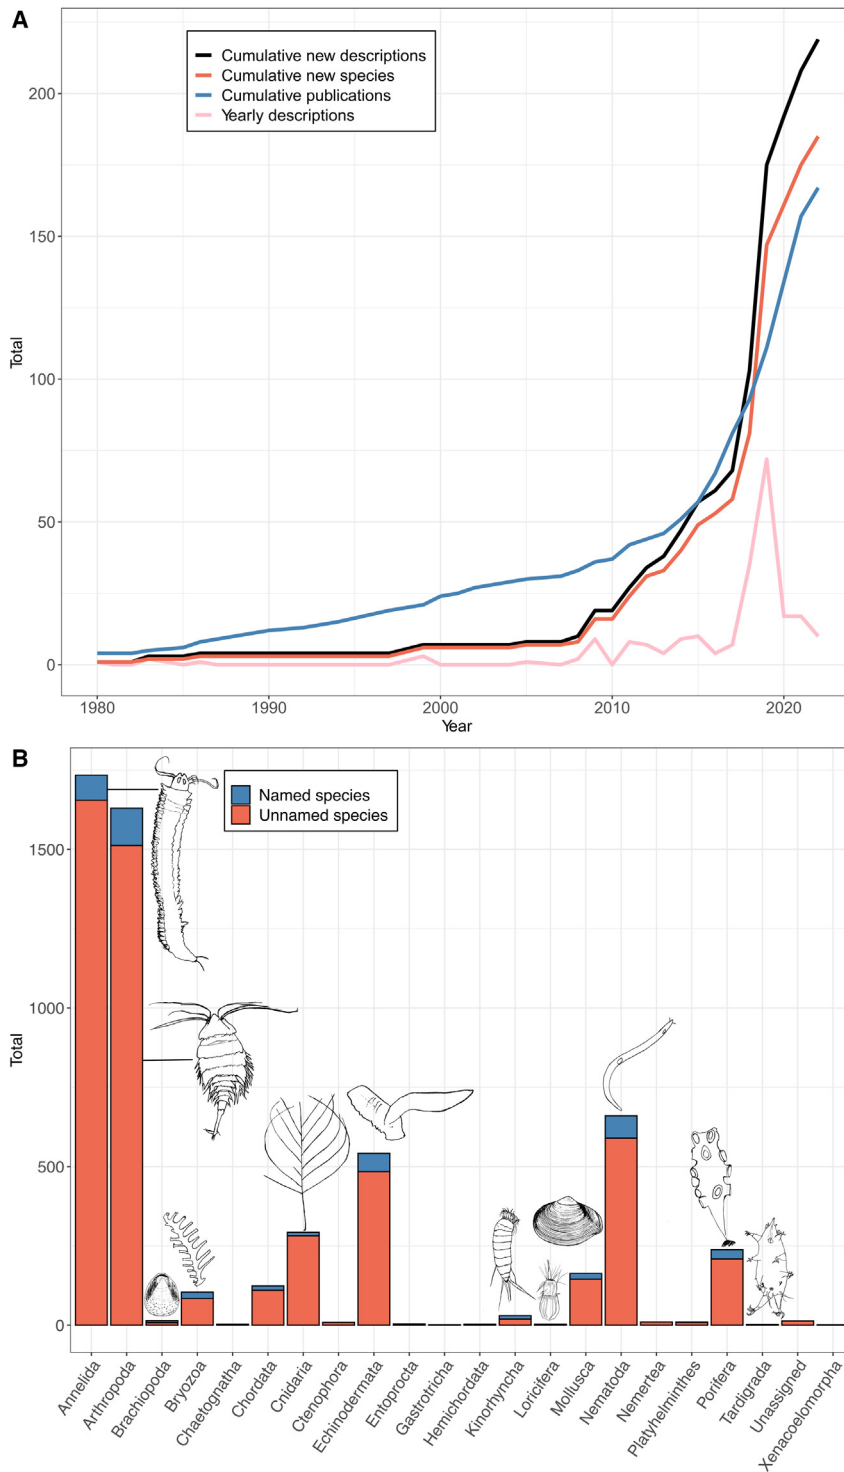 A
Cumulative new descriptions
Cumulative new species
Cumulative publications
Yearly descriptions
200
150
100
50
0
Total
1980
1990
2000
2010
2020
Year
B
Named species
Unnamed species
1500
1000
500
0
Total
Annelida
Arthropoda
Brachiopoda
Bryozoa
Chaetognatha
Chordata
Cnidaria
Ctenophora
Echinodermata
Entoprocta
Gastrotricha
Hemichordata
Kinorhyncha
Loricifera
Mollusca
Nematoda
Nemertea
Platyhelminthes
Porifera
Tardigrada
Unassigned
Xenacoelomorpha